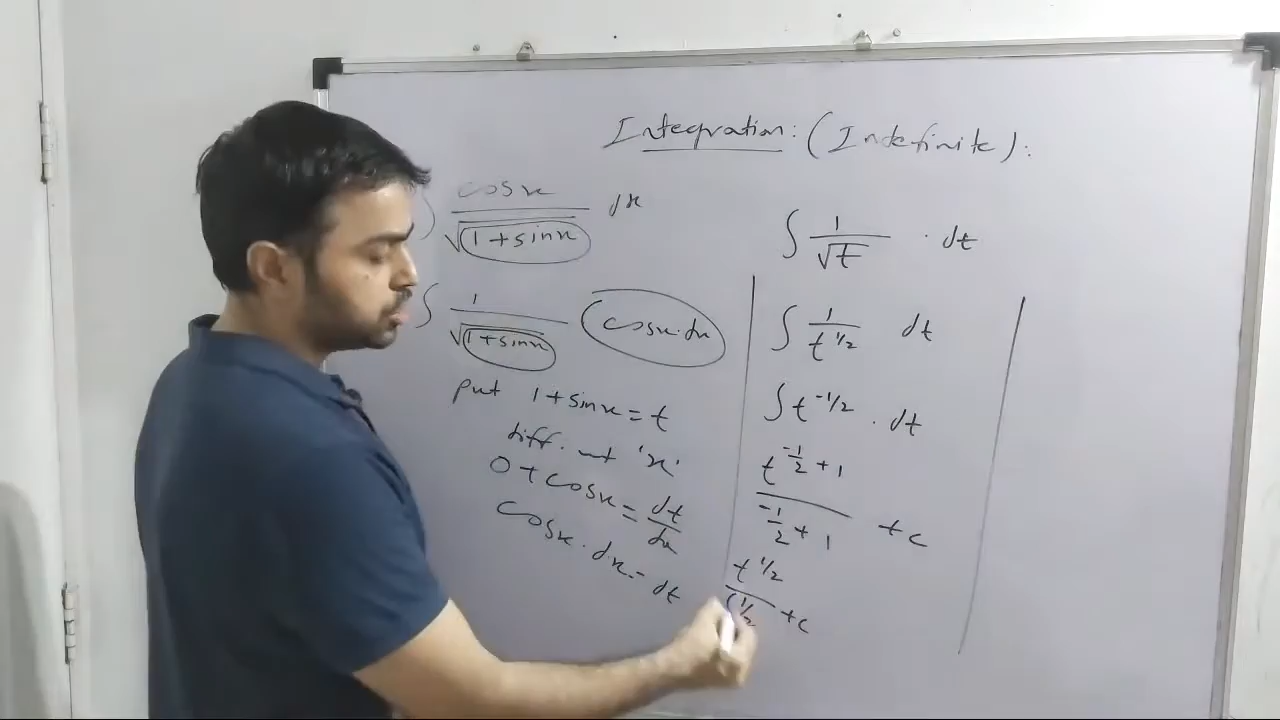 Integration: (Indefinite):
∫ cosx / √(1+sinx) dx
∫ 1 / √(1+sinx) cosx·dx
put 1+sinx = t
diff. wrt 'x'
0 + cosx = dt/dx
cosx·dx = dt
∫ 1/√t · dt
∫ 1/t^1/2 dt
∫ t^-1/2 · dt
t^(-1/2 + 1) / (-1/2 + 1) + c
t^1/2 / (1/2) + c